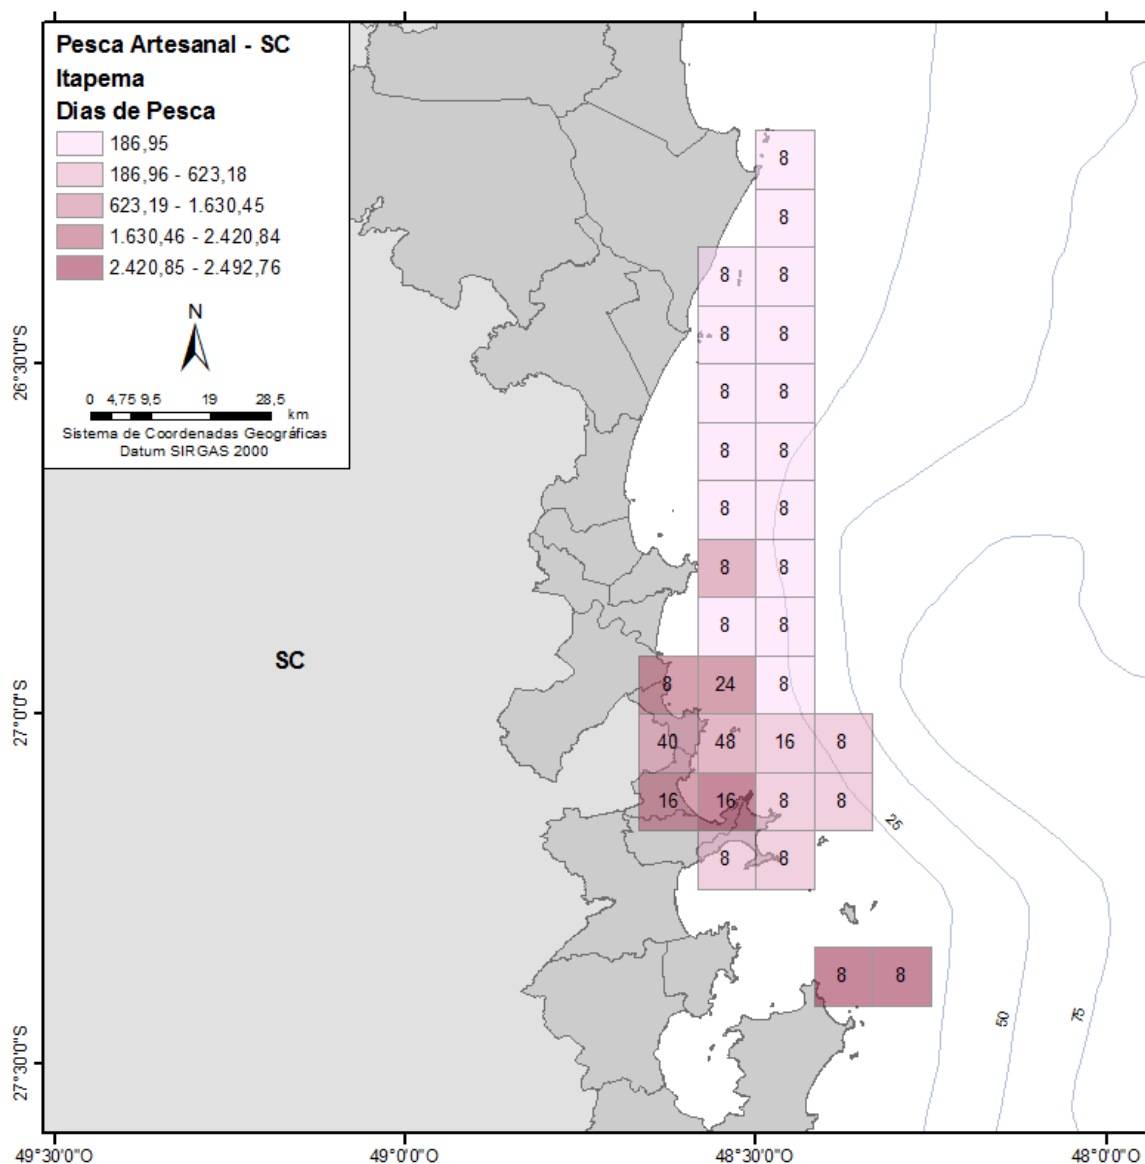 Pesca Artesanal - SC
Itapema
Dias de Pesca
186,95
186,96 - 623,18
623,19 - 1.630,45
1.630,46 - 2.420,84
2.420,85 - 2.492,76
N
0 4,75 9,5 19 28,5
km
Sistema de Coordenadas Geográficas
Datum SIRGAS 2000
8
8
8 8
8 8
8 8
8 8
8 8
8 8
8 8
8 24 8
40 48 16 8
16 16 8 8
8 8
8 8
SC
25
50
75
26°30'0"S
27°0'0"S
27°30'0"S
49°30'0"O 49°0'0"O 48°30'0"O 48°0'0"O